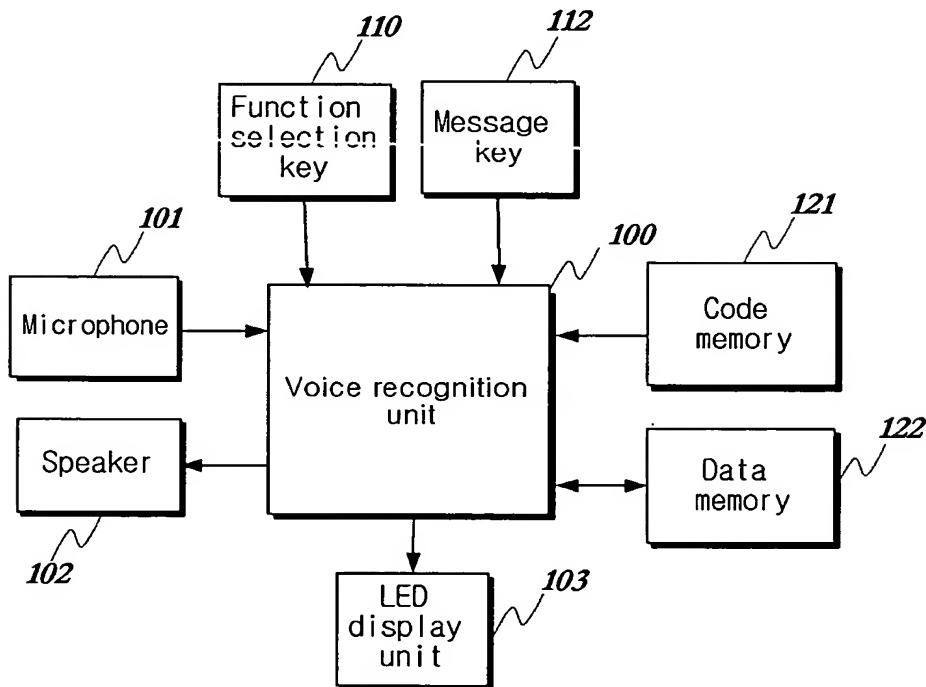 110
112
Function
selection
key
Message
key
101
100
121
Microphone
Code
memory
Voice recognition
unit
Speaker
122
Data
memory
102
103
LED
display
unit